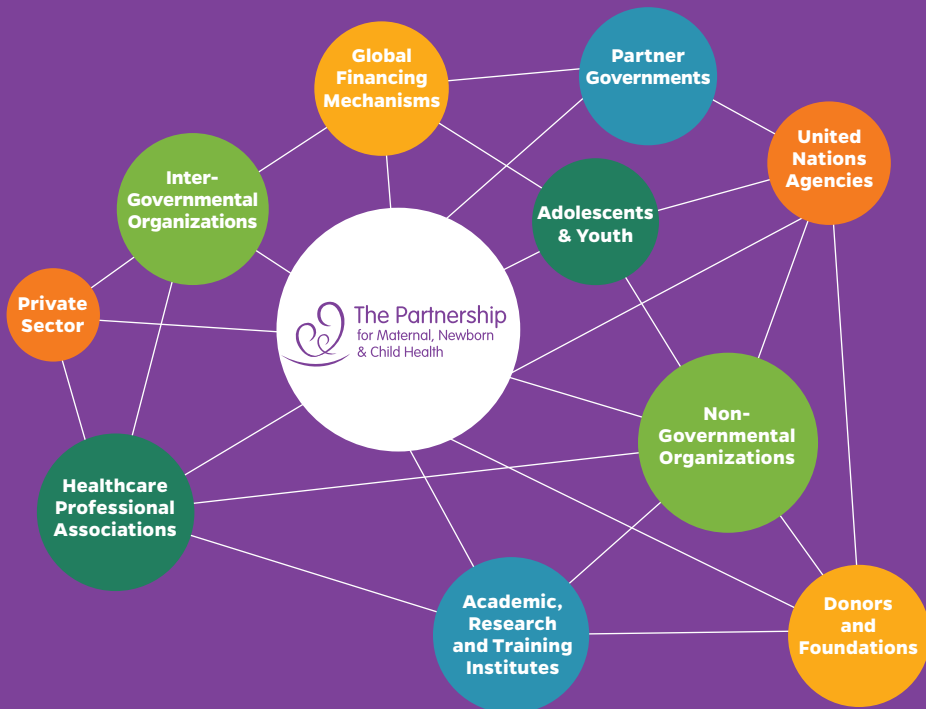 Global
Financing
Mechanisms
Partner
Governments
United
Nations
Agencies
Inter-
Governmental
Organizations
Adolescents
& Youth
Private
Sector
The Partnership
for Maternal, Newborn
& Child Health
Non-
Governmental
Organizations
Healthcare
Professional
Associations
Academic,
Research
and Training
Institutes
Donors
and
Foundations